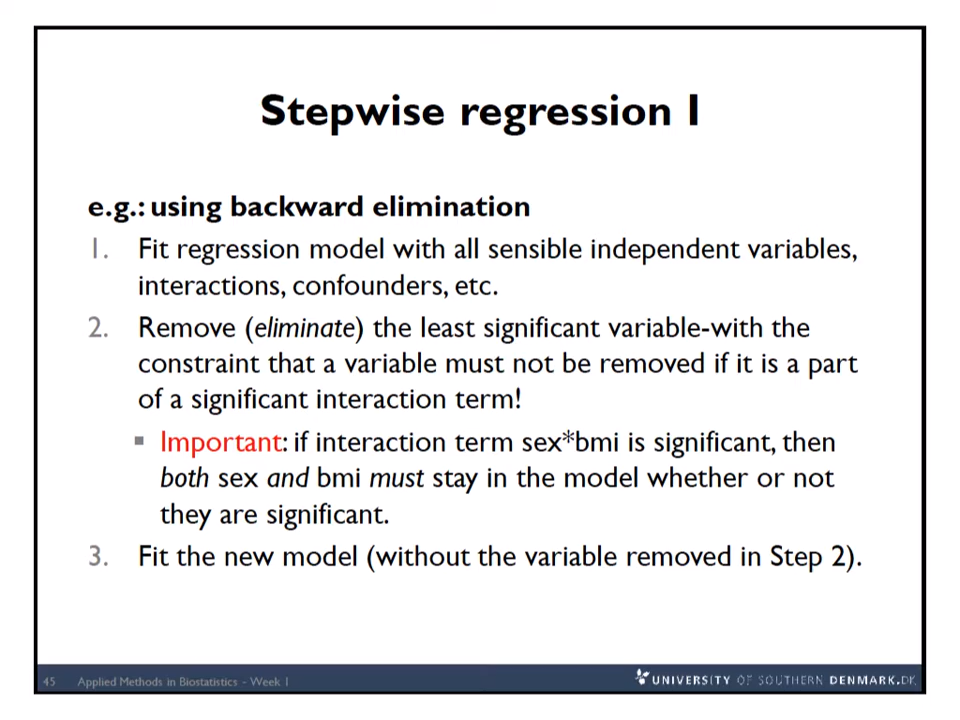 Stepwise regression I
e.g.: using backward elimination
1. Fit regression model with all sensible independent variables,
interactions, confounders, etc.
2. Remove (eliminate) the least significant variable-with the
constraint that a variable must not be removed if it is a part
of a significant interaction term!
▪ Important: if interaction term sex*bmi is significant, then
both sex and bmi must stay in the model whether or not
they are significant.
3. Fit the new model (without the variable removed in Step 2).
45 Applied Methods in Biostatistics - Week 1
UNIVERSITY OF SOUTHERN DENMARK.DK